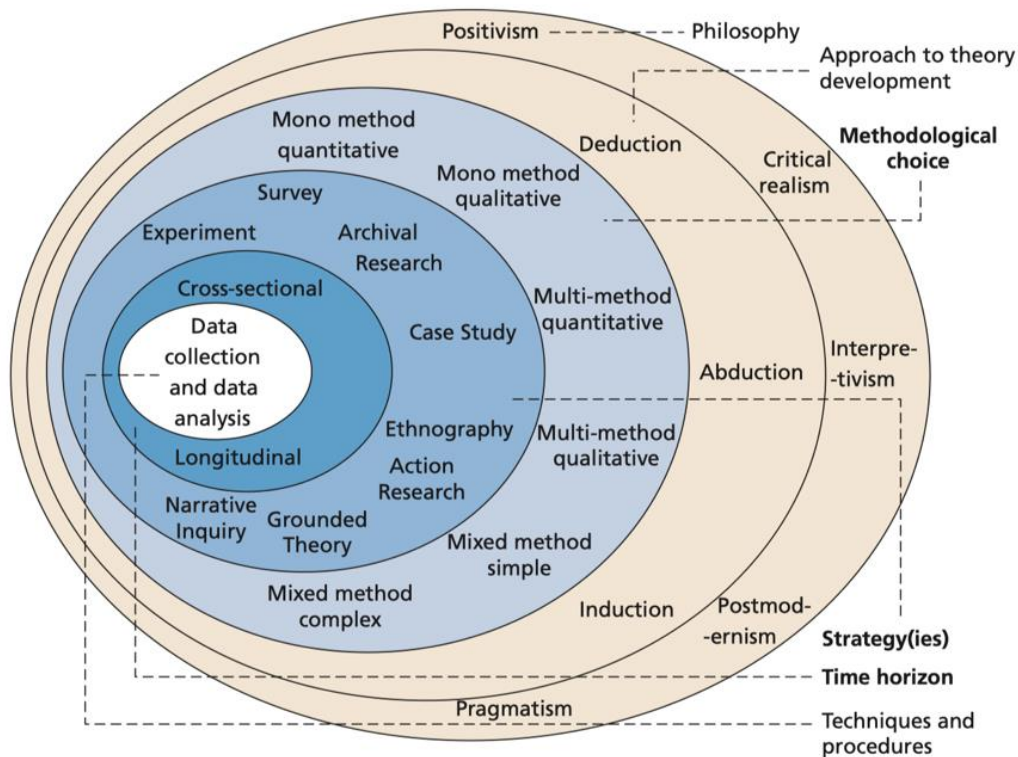 Positivism
Philosophy
Approach to theory
development
Mono method
quantitative
Deduction
Methodological
choice
Critical
realism
Mono method
qualitative
Survey
Experiment
Archival
Research
Cross-sectional
Multi-method
quantitative
Data
collection
and data
analysis
Case Study
Interpre-
-tivism
Abduction
Ethnography
Multi-method
qualitative
Longitudinal
Action
Research
Narrative
Inquiry
Grounded
Theory
Mixed method
simple
Mixed method
complex
Induction
Postmod-
-ernism
Strategy(ies)
Time horizon
Pragmatism
Techniques and
procedures